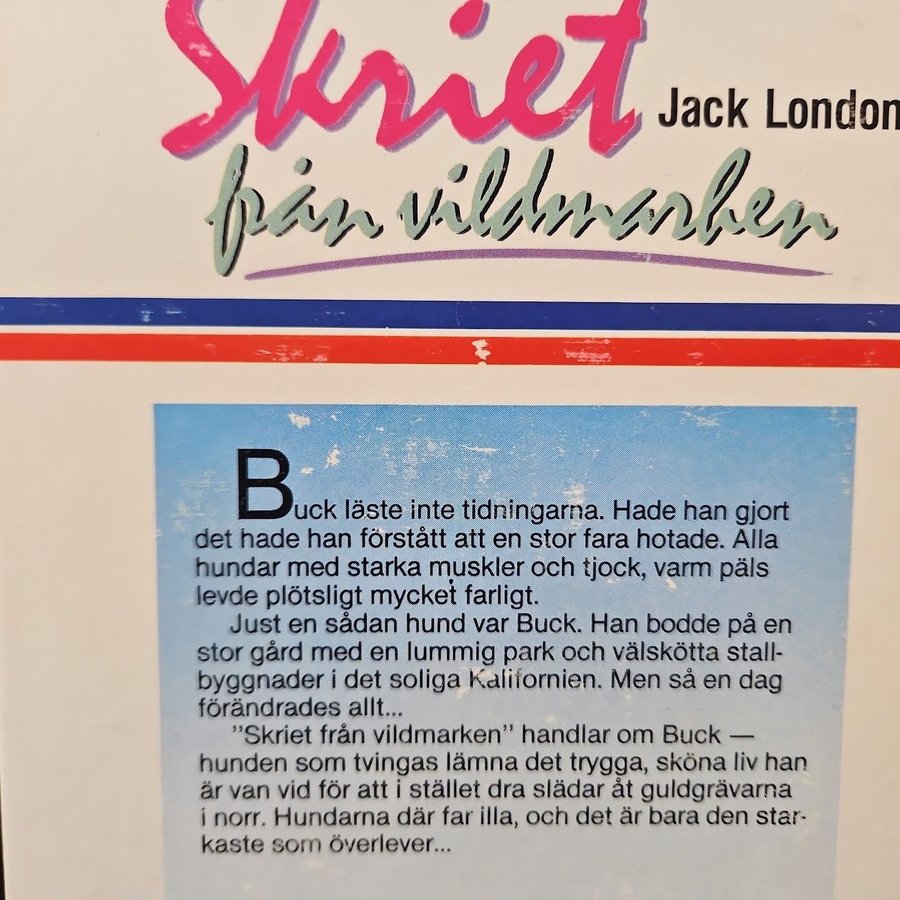 Skriet
Jack London
från vildmarken
Buck läste inte tidningarna. Hade han gjort
det hade han förstått att en stor fara hotade. Alla
hundar med starka muskler och tjock, varm päls
levde plötsligt mycket farligt.
Just en sådan hund var Buck. Han bodde på en
stor gård med en lummig park och välskötta stall-
byggnader i det soliga Kalifornien. Men så en dag
förändrades allt...
”Skriet från vildmarken” handlar om Buck —
hunden som tvingas lämna det trygga, sköna liv han
är van vid för att i stället dra slädar åt guldgrävarna
i norr. Hundarna där far illa, och det är bara den star-
kaste som överlever...